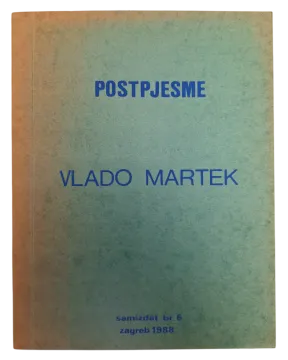 POSTPJESME
VLADO MARTEK
samizdat br 6
zagreb 1988